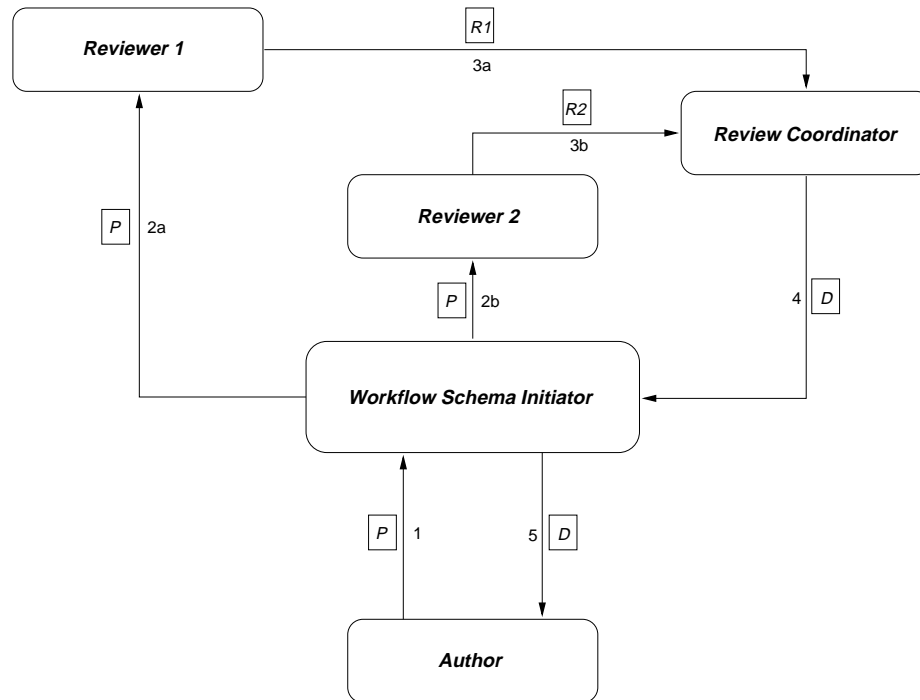 R1
Reviewer 1
3a
R2
Review Coordinator
3b
Reviewer 2
P 2a
P 2b
4 D
Workflow Schema Initiator
P 1
5 D
Author